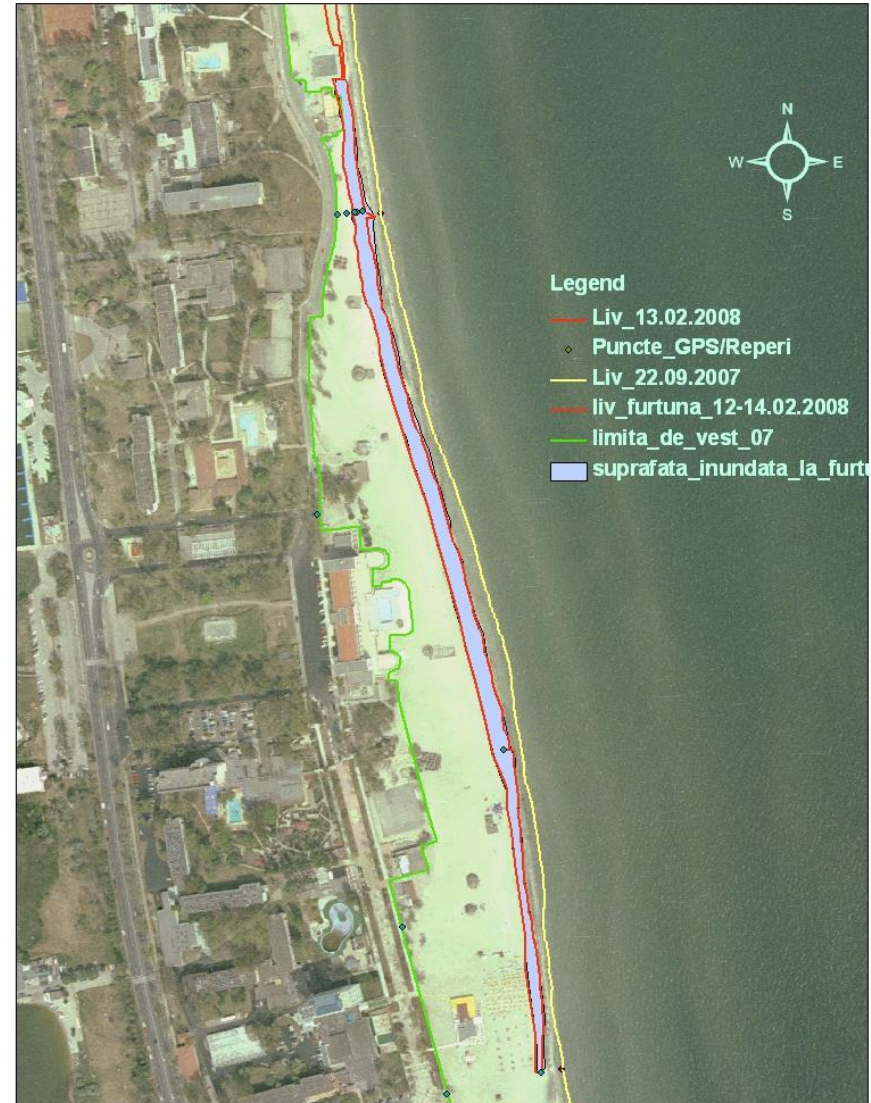 N
W E
S
Legend
Liv_13.02.2008
Puncte_GPS/Reperi
Liv_22.09.2007
liv_furtuna_12-14.02.2008
limita_de_vest_07
suprafata_inundata_la_furtu